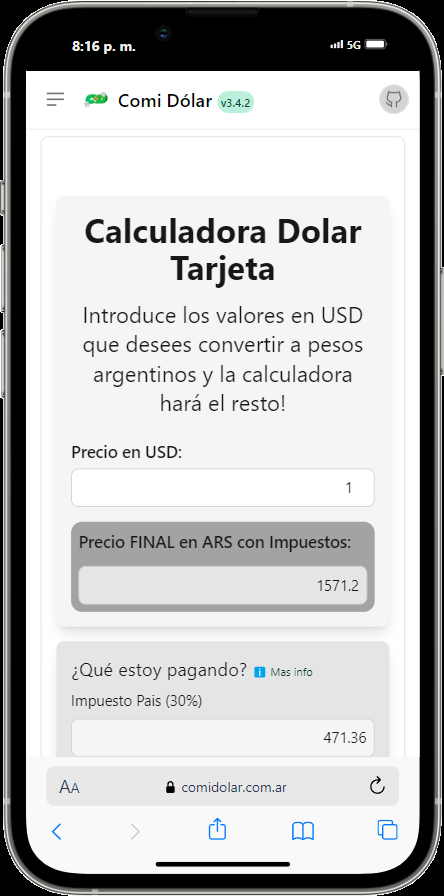 8:16 p. m.
5G
Comi Dólar v3.4.2
Calculadora Dolar
Tarjeta
Introduce los valores en USD
que desees convertir a pesos
argentinos y la calculadora
hará el resto!
Precio en USD:
1
Precio FINAL en ARS con Impuestos:
1571.2
¿Qué estoy pagando? i Mas info
Impuesto Pais (30%)
471.36
AA comidolar.com.ar